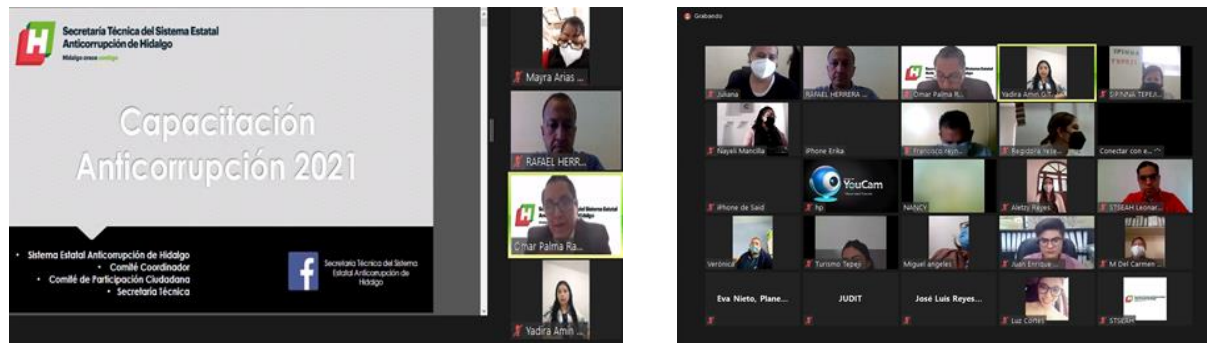 Secretaría Técnica del Sistema Estatal
Anticorrupción de Hidalgo
Hidalgo crece contigo
Capacitación
Anticorrupción 2021
• Sistema Estatal Anticorrupción de Hidalgo
• Comité Coordinador
• Comité de Participación Ciudadana
• Secretaría Técnica
Secretaría Técnica del Sistema
Estatal Anticorrupción de
Hidalgo
Mayra Arias ...
RAFAEL HERR...
Omar Palma Ra...
Yadira Amin ...
Grabando
Juliana
RAFAEL HERRERA ...
Omar Palma R...
Yadira Amin G.T.
SIPINNA TEPEJI...
Nayeli Mancilla
iPhone Erika
Francisco reyn...
Regidora
Conectar con e...
iPhone de Said
hp
YouCam
NANCY
Aletzy Reyes
STSEAH Leonar...
Verónica
Turismo Tepeji
Miguel angeles
Juan Enrique ...
M Del Carmen ...
Eva Nieto, Plane...
JUDIT
José Luis Reyes...
Luz Cortes
STSEAH